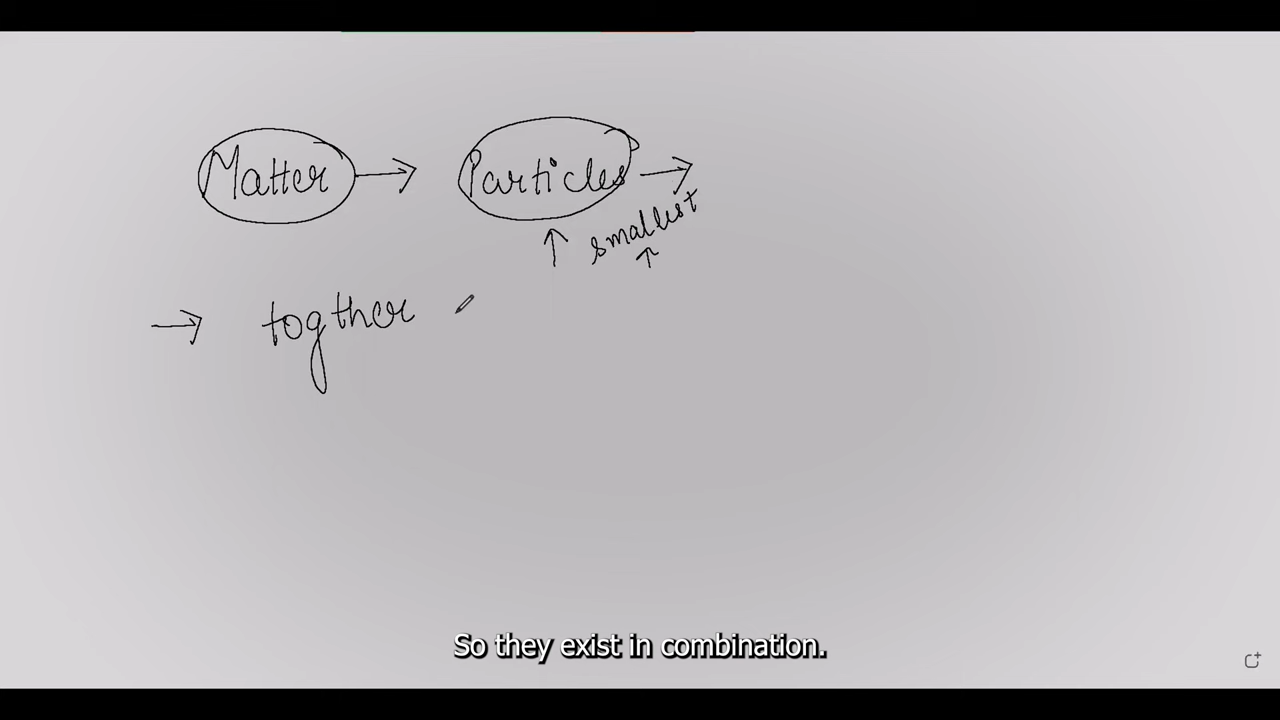 Matter → Particles →
↑ smallest
↑
→ togther
So they exist in combination.